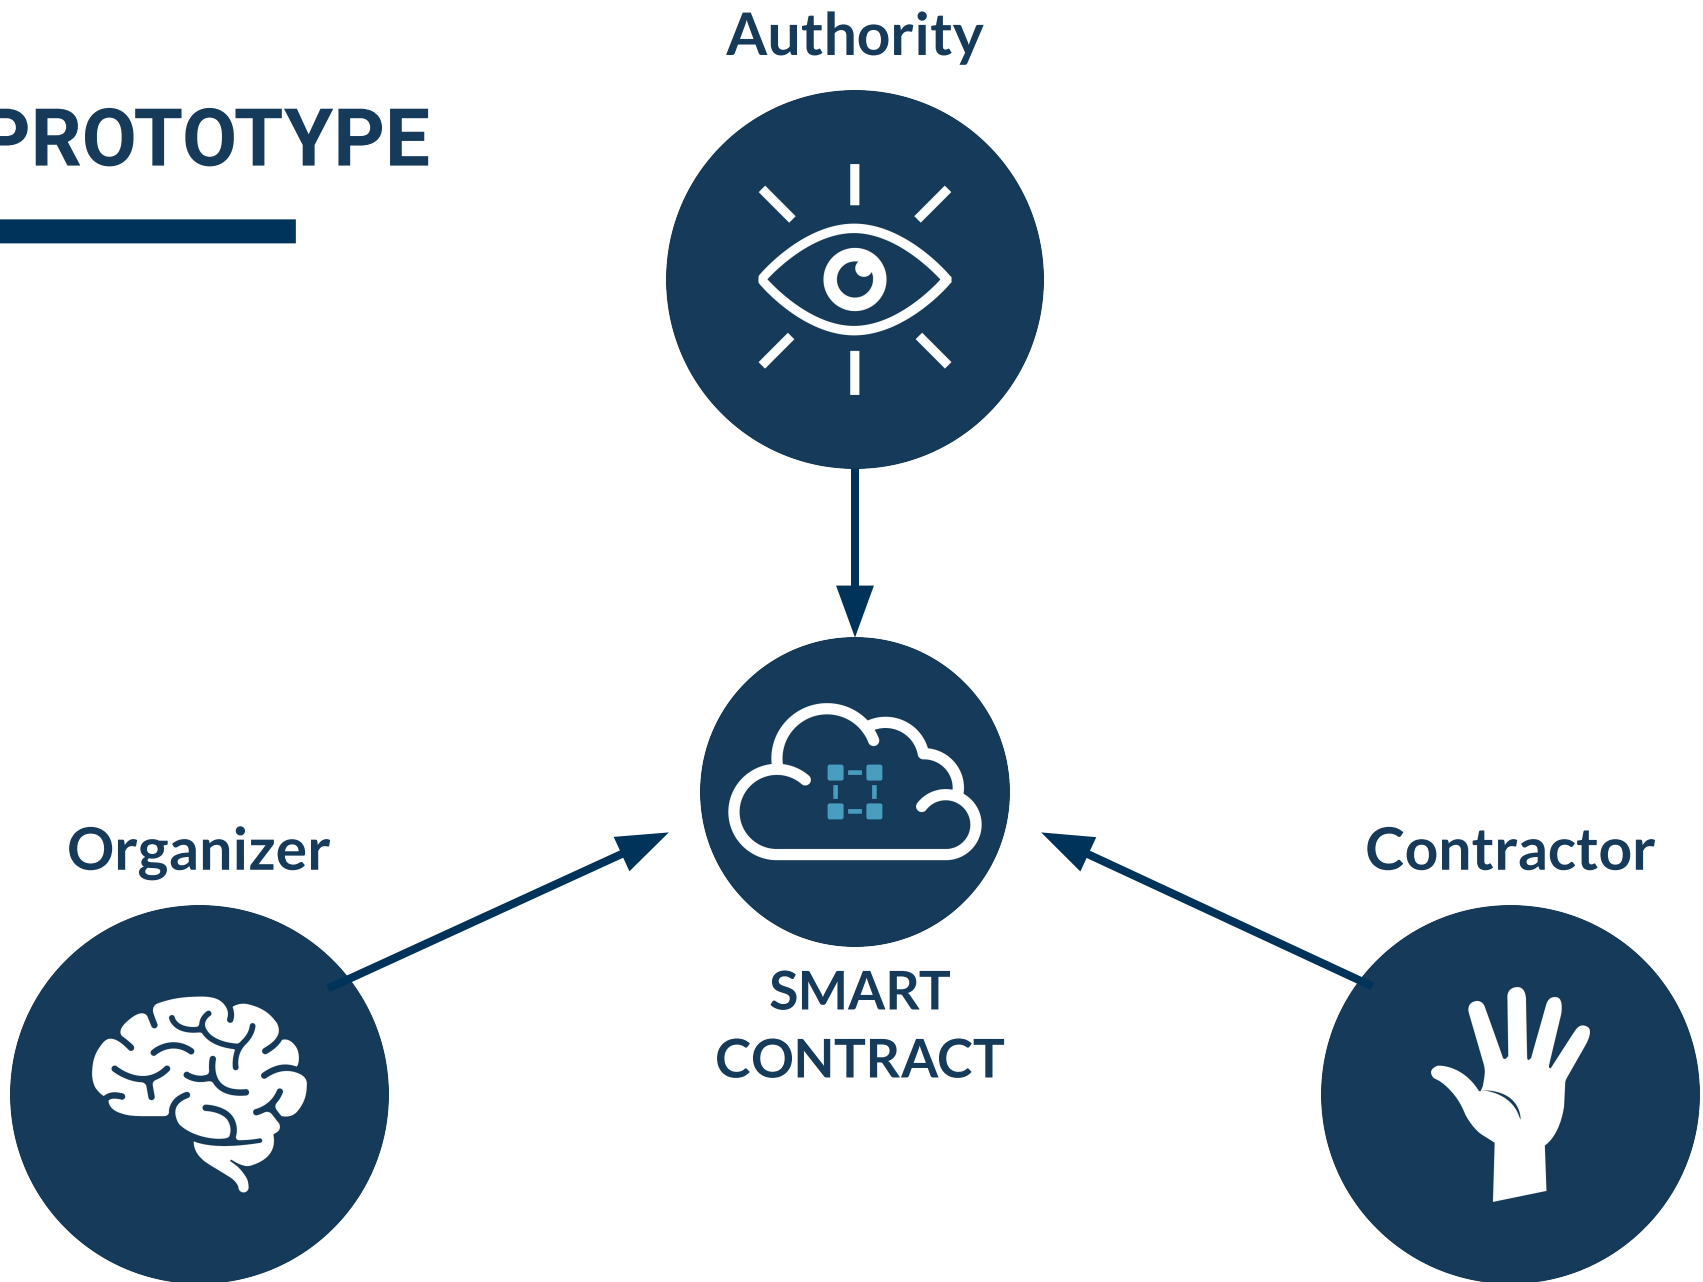 Authority
PROTOTYPE
Organizer
Contractor
SMART
CONTRACT